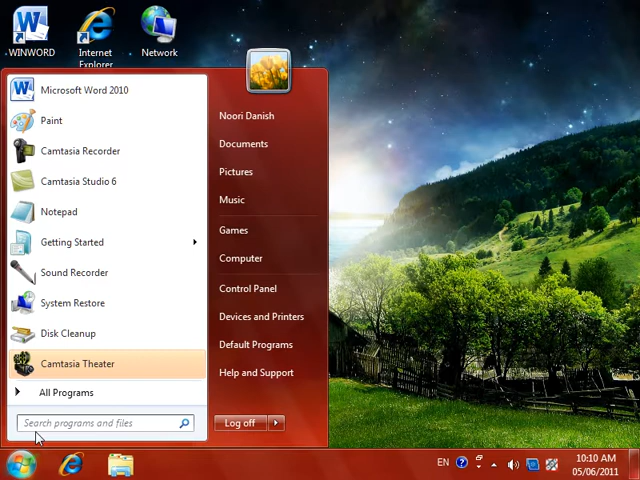 WINWORD
Internet Explorer
Network
Microsoft Word 2010
Paint
Camtasia Recorder
Camtasia Studio 6
Notepad
Getting Started
Sound Recorder
System Restore
Disk Cleanup
Camtasia Theater
All Programs
Search programs and files
Noori Danish
Documents
Pictures
Music
Games
Computer
Control Panel
Devices and Printers
Default Programs
Help and Support
Log off
EN
10:10 AM
05/06/2011